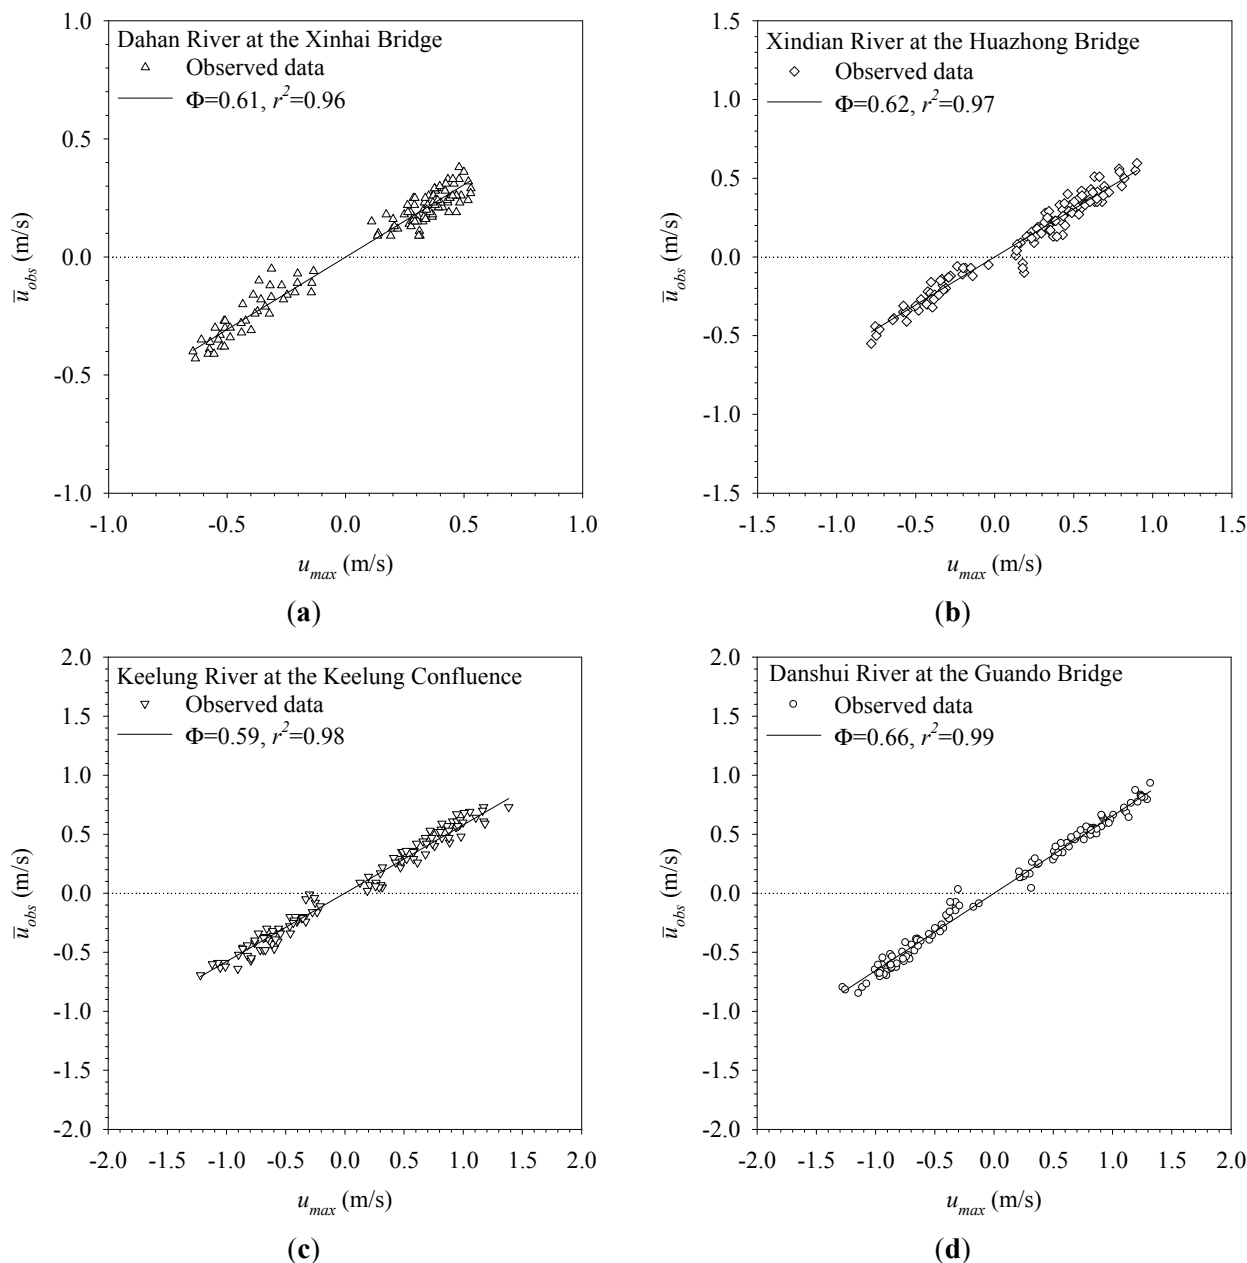 Dahan River at the Xinhai Bridge
Observed data
Φ=0.61, r²=0.96
1.0
0.5
0.0
-0.5
-1.0
ū_obs (m/s)
-1.0 -0.5 0.0 0.5 1.0
u_max (m/s)
(a)
Xindian River at the Huazhong Bridge
Observed data
Φ=0.62, r²=0.97
1.5
1.0
0.5
0.0
-0.5
-1.0
-1.5
ū_obs (m/s)
-1.5 -1.0 -0.5 0.0 0.5 1.0 1.5
u_max (m/s)
(b)
Keelung River at the Keelung Confluence
Observed data
Φ=0.59, r²=0.98
2.0
1.5
1.0
0.5
0.0
-0.5
-1.0
-1.5
-2.0
ū_obs (m/s)
-2.0 -1.5 -1.0 -0.5 0.0 0.5 1.0 1.5 2.0
u_max (m/s)
(c)
Danshui River at the Guando Bridge
Observed data
Φ=0.66, r²=0.99
2.0
1.5
1.0
0.5
0.0
-0.5
-1.0
-1.5
-2.0
ū_obs (m/s)
-2.0 -1.5 -1.0 -0.5 0.0 0.5 1.0 1.5 2.0
u_max (m/s)
(d)